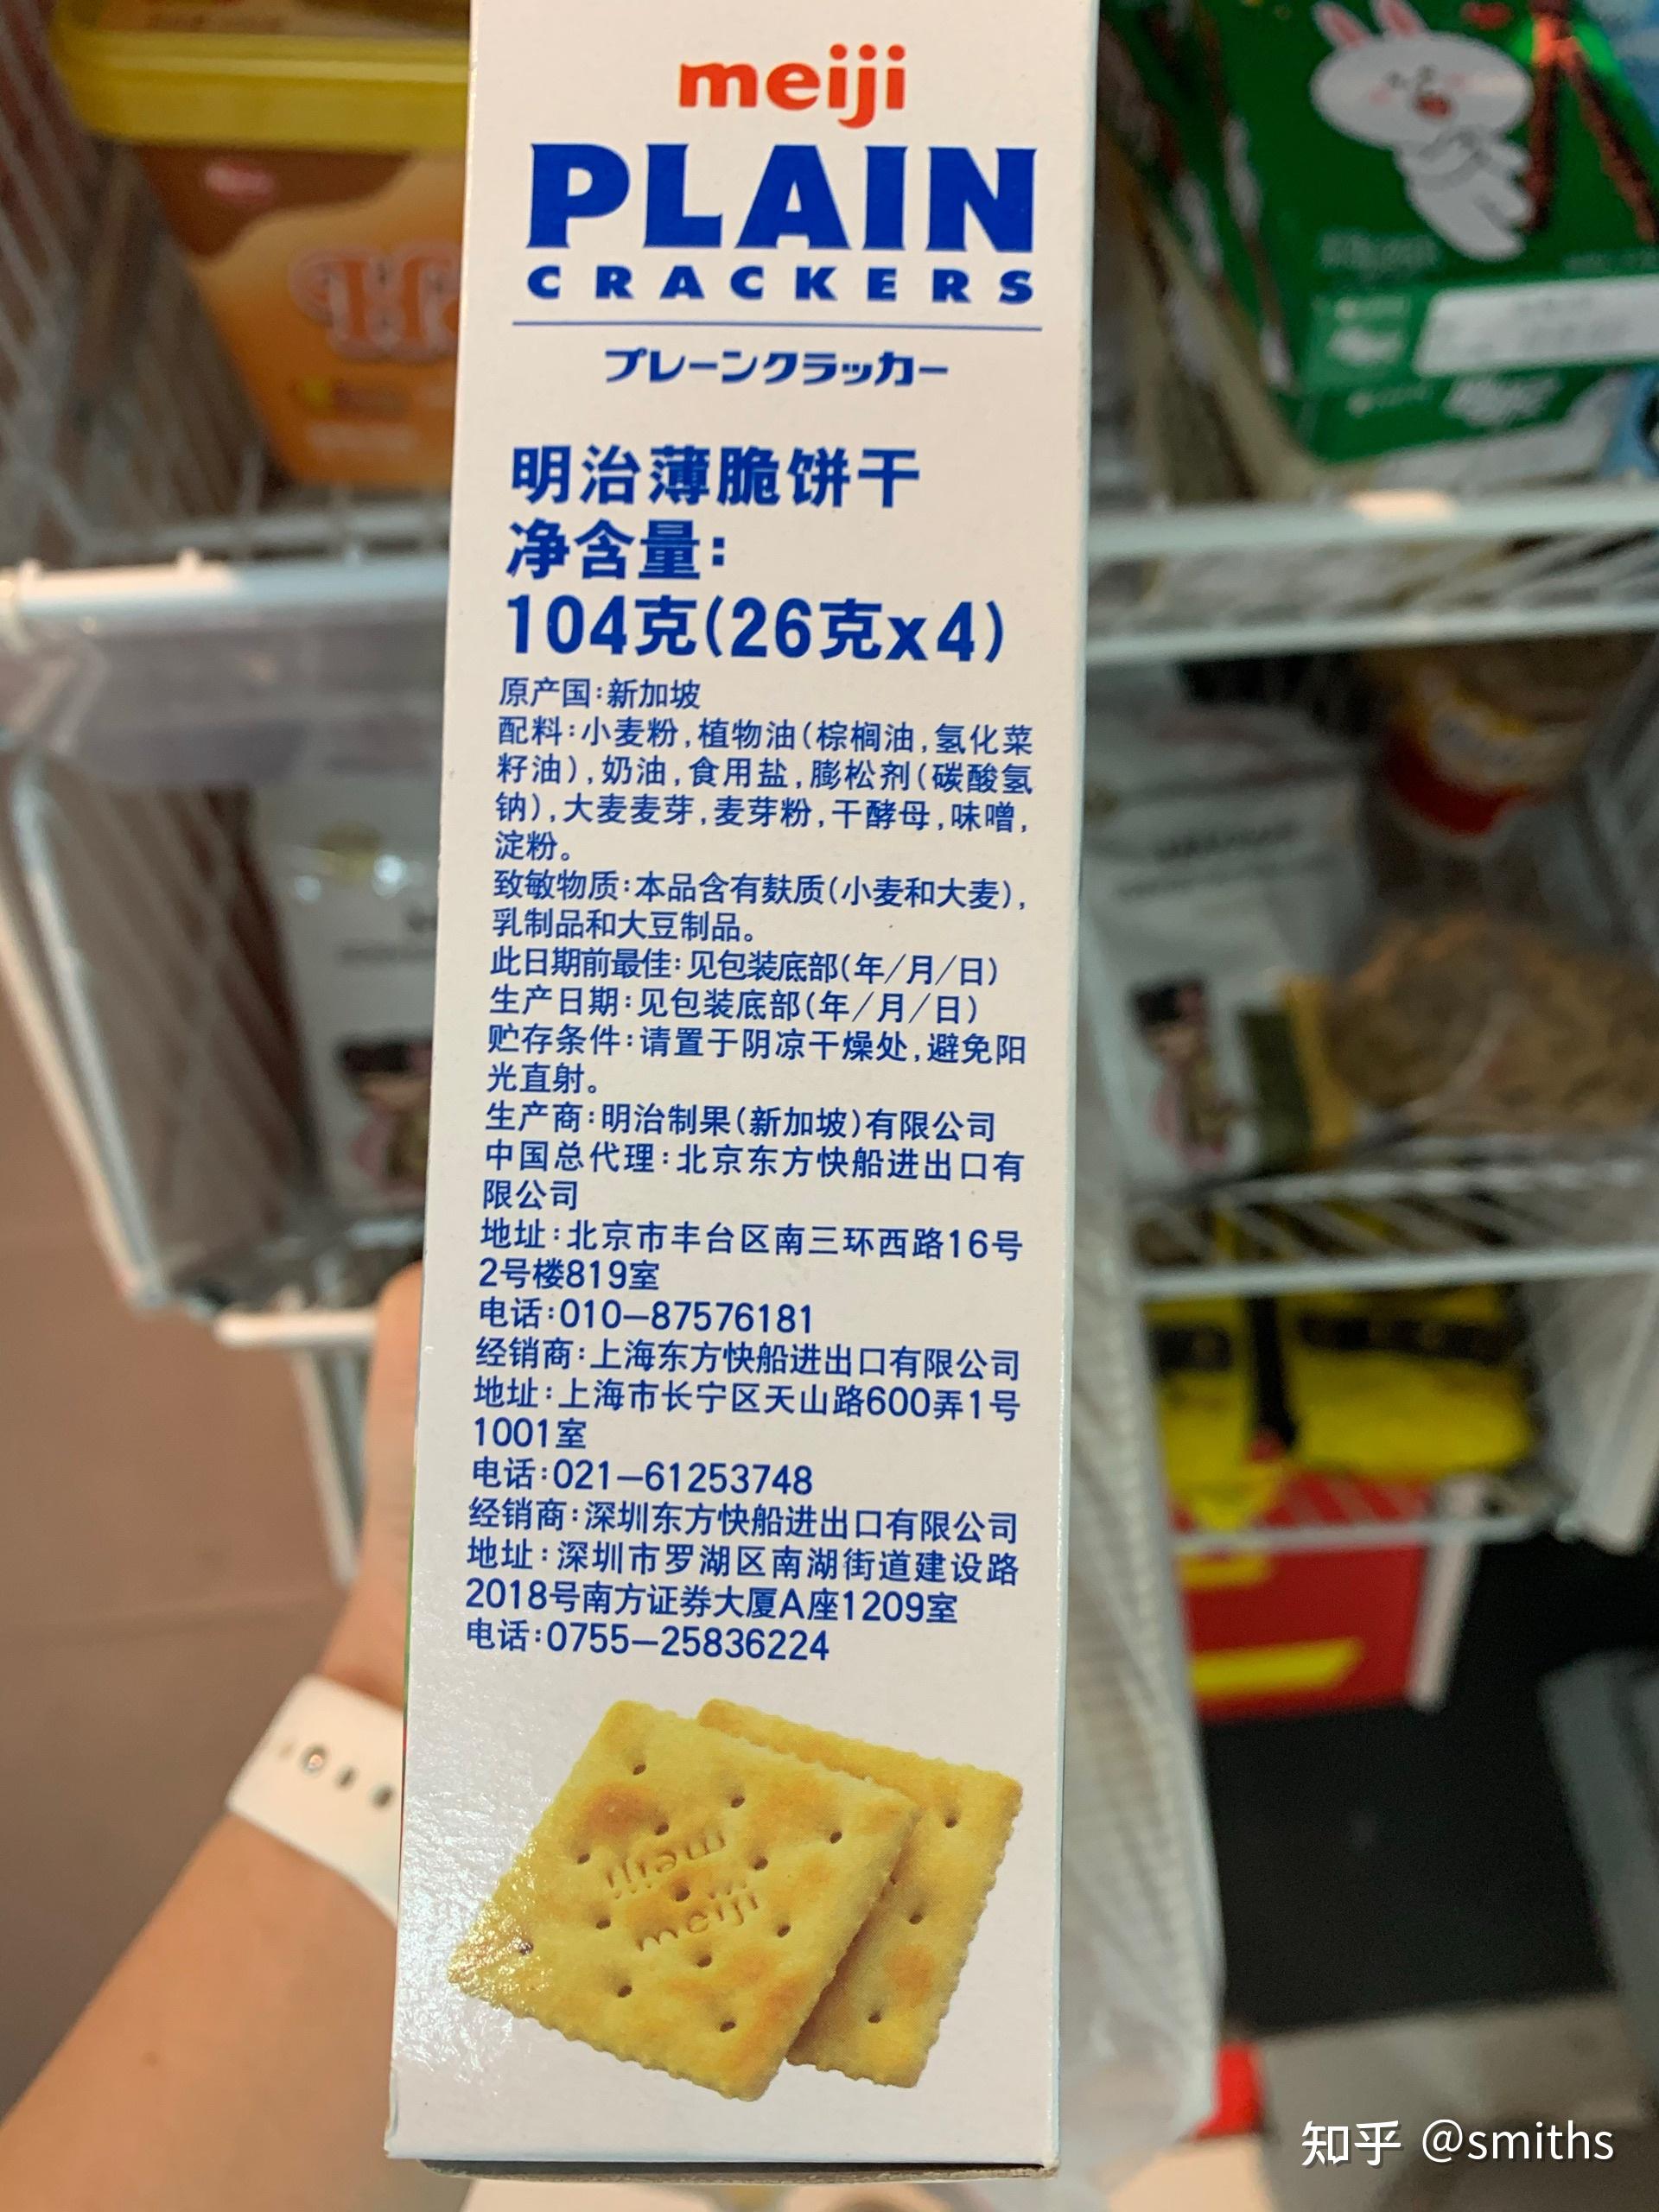 meiji
PLAIN
CRACKERS
プレーンクラッカー
明治薄脆饼干
净含量:
104克(26克x4)
原产国:新加坡
配料:小麦粉,植物油(棕榈油,氢化菜
籽油),奶油,食用盐,膨松剂(碳酸氢
钠),大麦麦芽,麦芽粉,干酵母,味噌,
淀粉。
致敏物质:本品含有麸质(小麦和大麦),
乳制品和大豆制品。
此日期前最佳:见包装底部(年/月/日)
生产日期:见包装底部(年/月/日)
贮存条件:请置于阴凉干燥处,避免阳
光直射。
生产商:明治制果(新加坡)有限公司
中国总代理:北京东方快船进出口有
限公司
地址:北京市丰台区南三环西路16号
2号楼819室
电话:010—87576181
经销商:上海东方快船进出口有限公司
地址:上海市长宁区天山路600弄1号
1001室
电话:021—61253748
经销商:深圳东方快船进出口有限公司
地址:深圳市罗湖区南湖街道建设路
2018号南方证券大厦A座1209室
电话:0755—25836224
meiji
meiji
知乎 @smiths